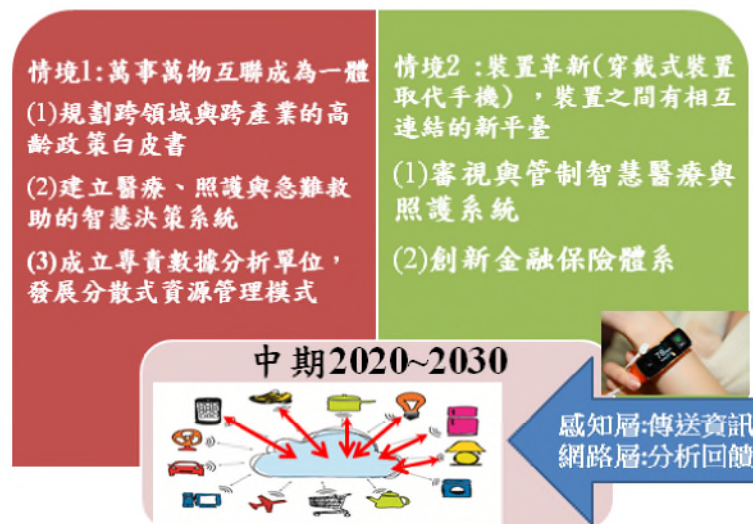 情境1:萬事萬物互聯成為一體
(1)規劃跨領域與跨產業的高
齡政策白皮書
(2)建立醫療、照護與急難救
助的智慧決策系統
(3)成立專責數據分析單位，
發展分散式資源管理模式
情境2 :裝置革新(穿戴式裝置
取代手機) ，裝置之間有相互
連結的新平臺
(1)審視與管制智慧醫療與
照護系統
(2)創新金融保險體系
中期2020~2030
感知層:傳送資訊
網路層:分析回饋